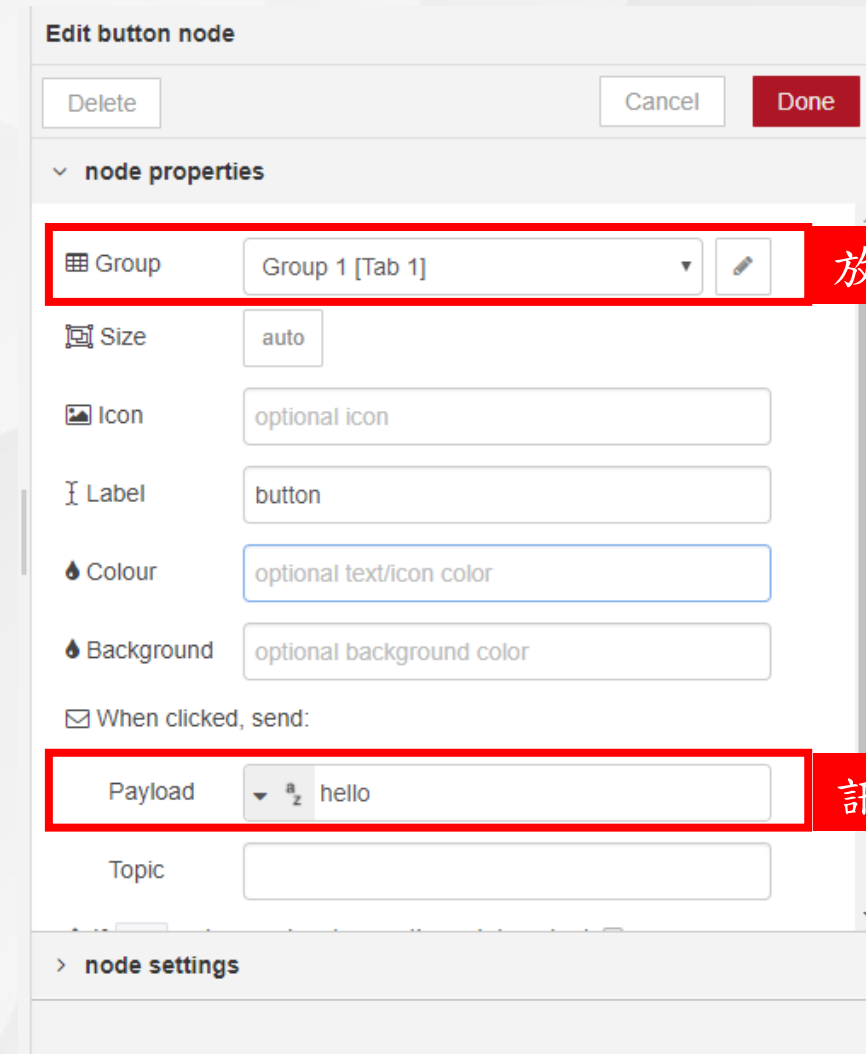 Edit button node
Delete Cancel Done
node properties
Group Group 1 [Tab 1]
放
Size auto
Icon optional icon
Label button
Colour optional text/icon color
Background optional background color
When clicked, send:
Payload az hello
Topic
node settings